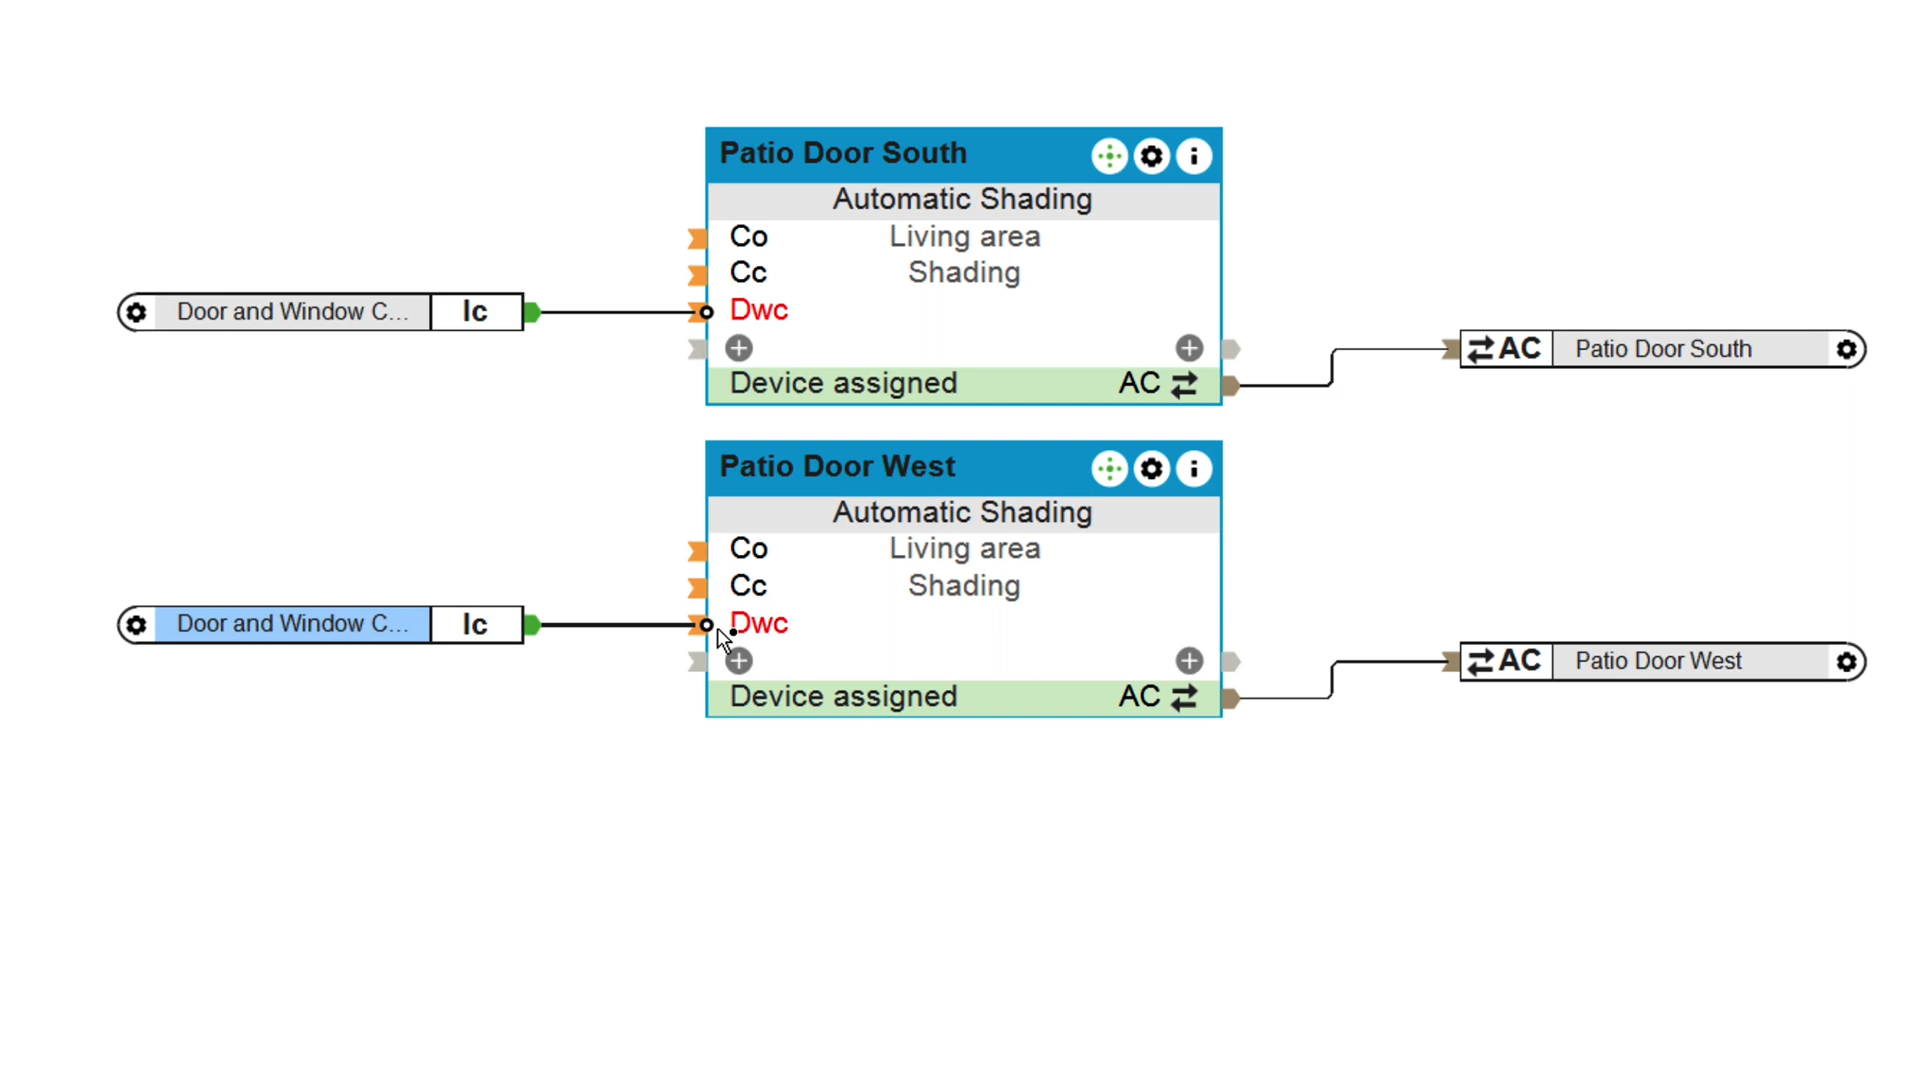 Patio Door South
Automatic Shading
Co Living area
Cc Shading
Door and Window C... Ic Dwc
AC Patio Door South
Device assigned AC
Patio Door West
Automatic Shading
Co Living area
Cc Shading
Door and Window C... Ic Dwc
AC Patio Door West
Device assigned AC